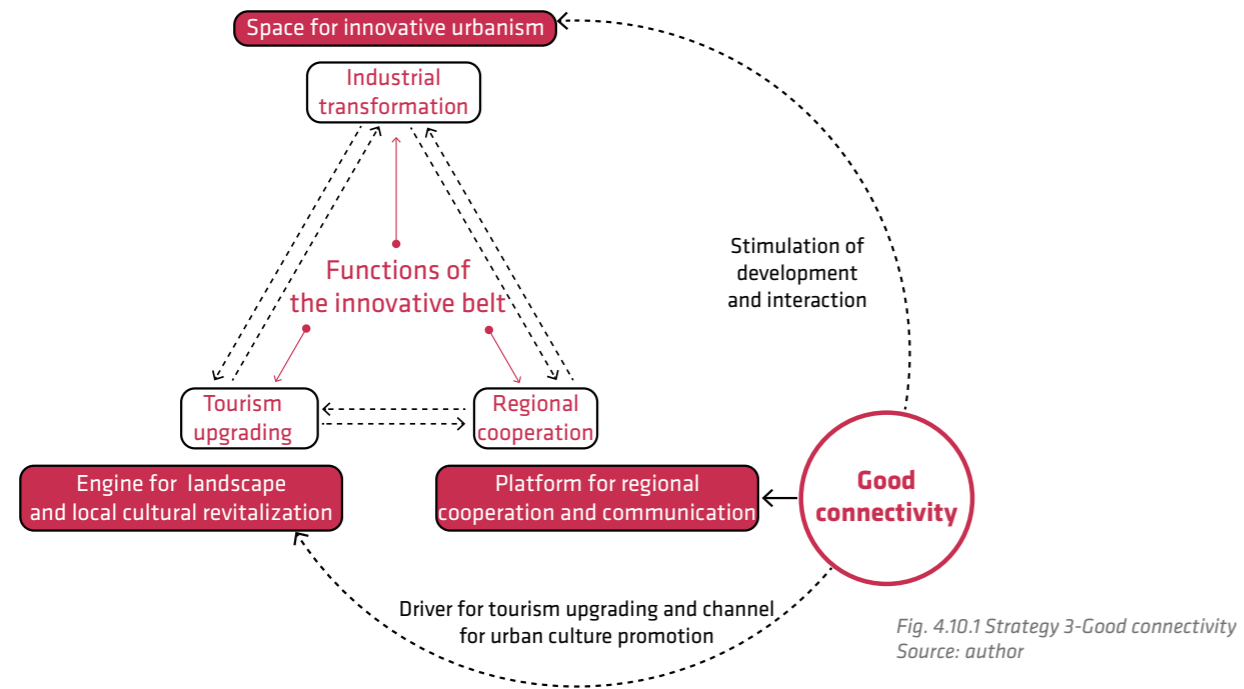 Space for innovative urbanism
Industrial
transformation
Stimulation of
development
and interaction
Functions of
the innovative belt
Tourism
upgrading
Regional
cooperation
Engine for landscape
and local cultural revitalization
Platform for regional
cooperation and communication
Good
connectivity
Driver for tourism upgrading and channel
for urban culture promotion
Fig. 4.10.1 Strategy 3-Good connectivity
Source: author